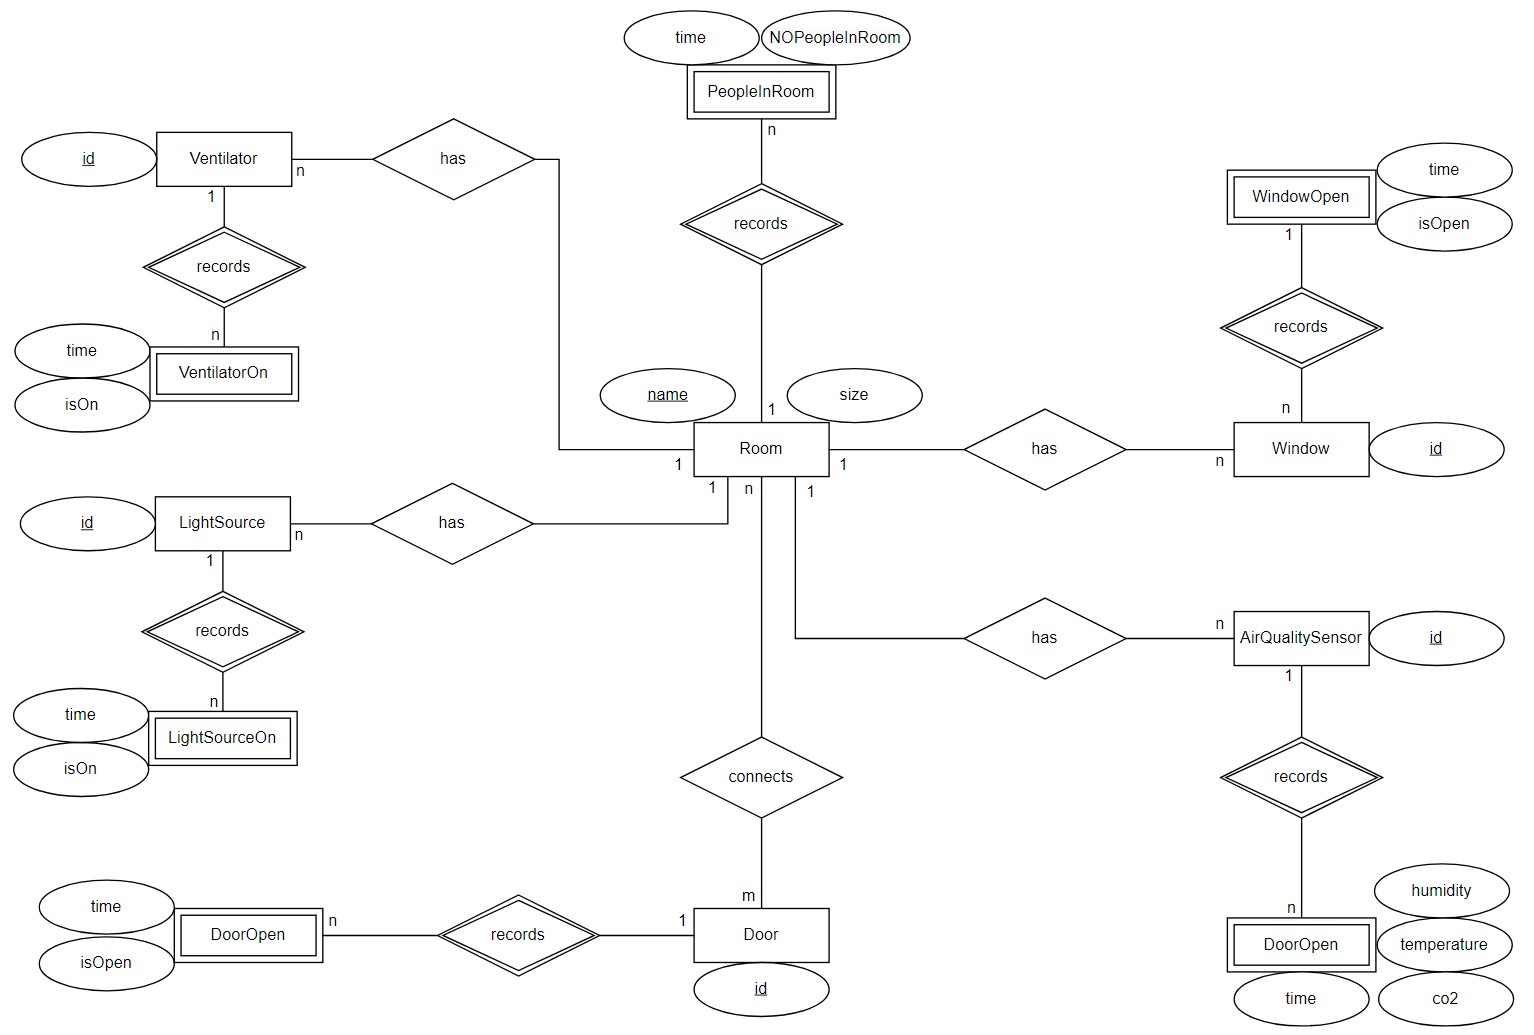 time
NOPeopleInRoom
PeopleInRoom
n
id
Ventilator
n
has
1
records
n
time
VentilatorOn
isOn
records
1
WindowOpen
time
isOpen
1
records
n
name
size
Room
1
1
has
n
Window
id
1
n
1
id
LightSource
n
has
1
records
n
time
LightSourceOn
isOn
has
n
AirQualitySensor
id
1
records
n
connects
m
time
DoorOpen
isOpen
n
records
1
Door
id
humidity
DoorOpen
temperature
time
co2